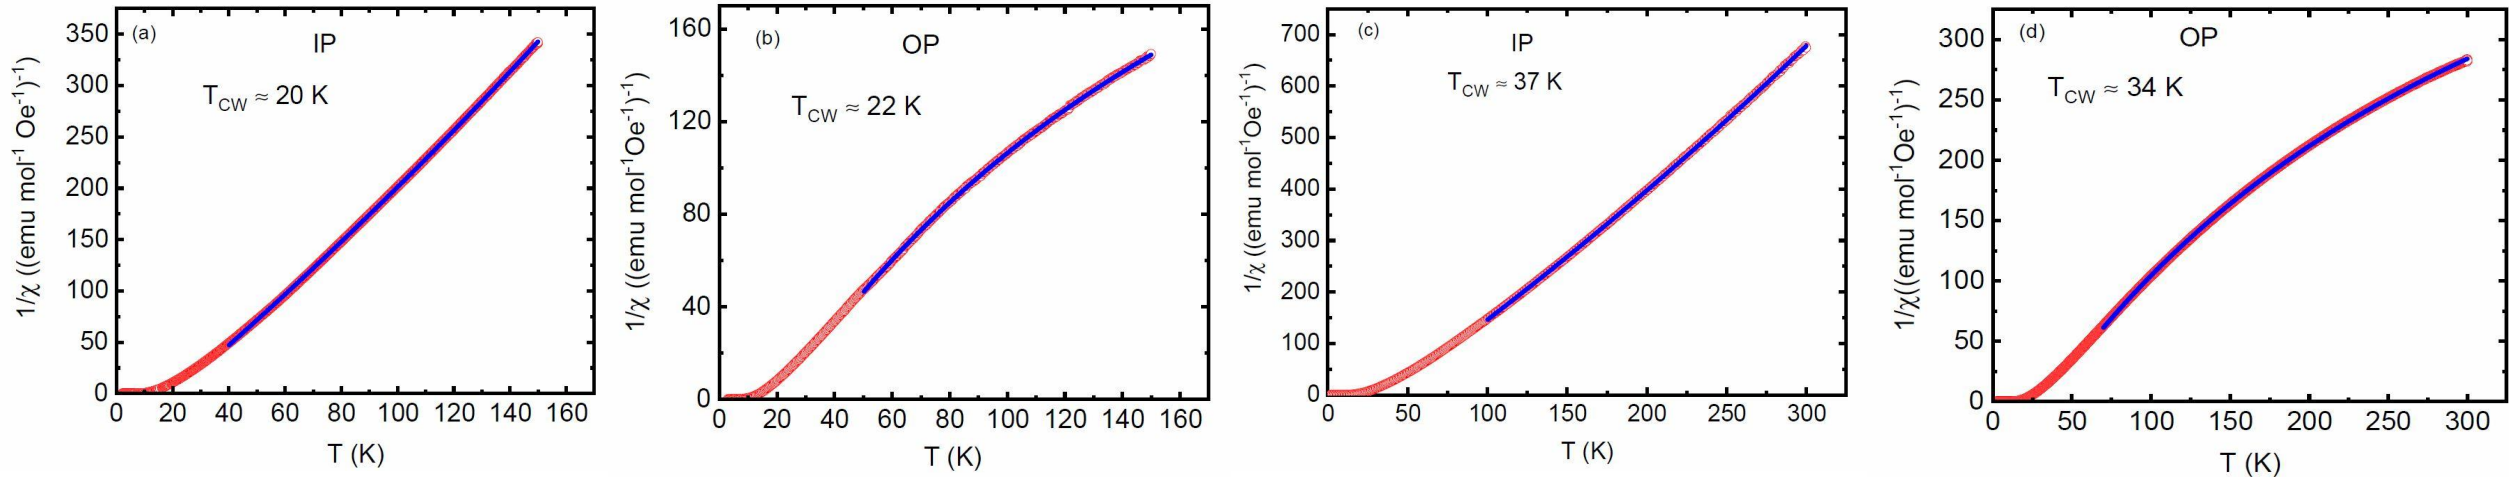 (a)
IP
T_CW ≈ 20 K
1/χ ((emu mol^-1 Oe^-1)^-1)
350
300
250
200
150
100
50
0
0 20 40 60 80 100 120 140 160
T (K)
(b)
OP
T_CW ≈ 22 K
1/χ ((emu mol^-1Oe^-1)^-1)
160
120
80
40
0
0 20 40 60 80 100 120 140 160
T (K)
(c)
IP
T_CW ≈ 37 K
1/χ ((emu mol^-1Oe^-1)^-1)
700
600
500
400
300
200
100
0
0 50 100 150 200 250 300
T (K)
(d)
OP
T_CW ≈ 34 K
1/χ((emu mol^-1Oe^-1)^-1)
300
250
200
150
100
50
0
0 50 100 150 200 250 300
T (K)